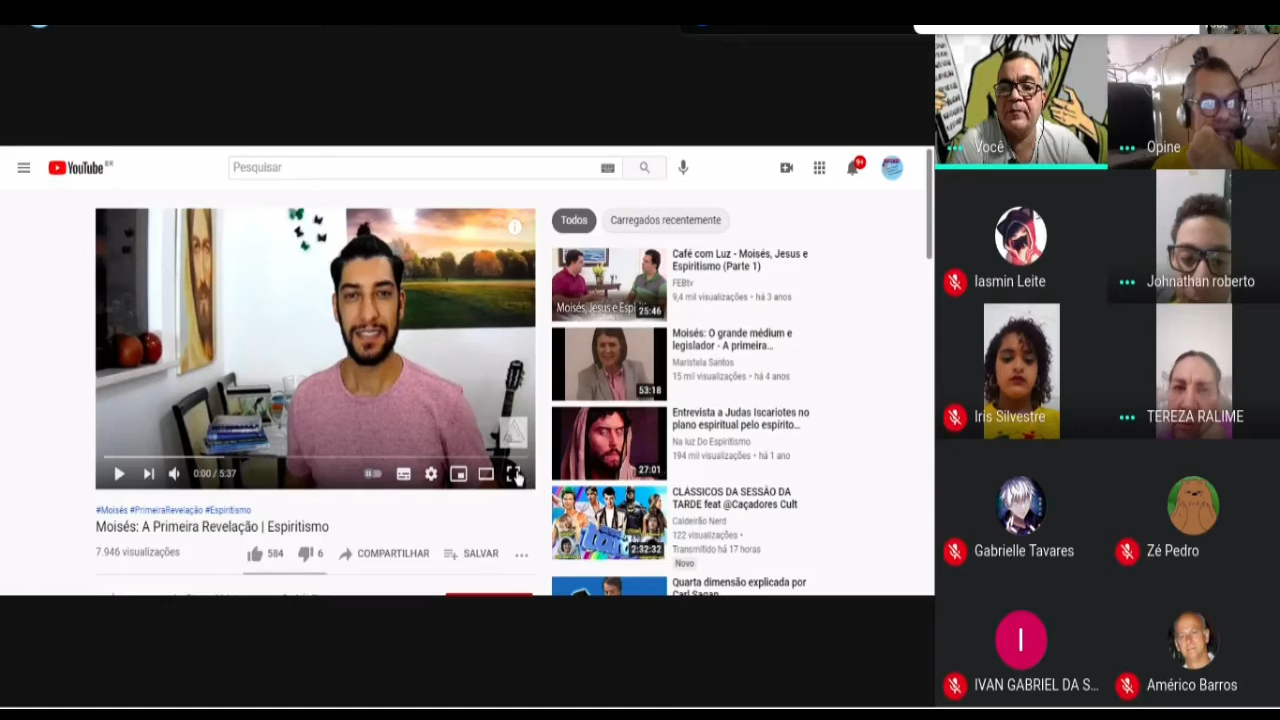 YouTube BR
Pesquisar
9+
Todos
Carregados recentemente
Café com Luz - Moisés, Jesus e
Espiritismo (Parte 1)
FEBtv
9,4 mil visualizações • há 3 anos
Moisés, Jesus e Espi
25:46
Moisés: O grande médium e
legislador - A primeira...
Maristela Santos
15 mil visualizações • há 4 anos
53:18
Entrevista a Judas Iscariotes no
plano espiritual pelo espírito...
Na luz Do Espiritismo
194 mil visualizações • há 1 ano
27:01
CLÁSSICOS DA SESSÃO DA
TARDE feat @Caçadores Cult
Caldeirão Nerd
122 visualizações •
Transmitido há 17 horas
Novo
2:32:32
Quarta dimensão explicada por
Carl Sagan
0:00 / 5:37
#Moisés #PrimeiraRevelação #Espiritismo
Moisés: A Primeira Revelação | Espiritismo
7.946 visualizações
584
6
COMPARTILHAR
SALVAR
Você
Opine
Iasmin Leite
Johnathan roberto
Iris Silvestre
TEREZA RALIME
Gabrielle Tavares
Zé Pedro
I
IVAN GABRIEL DA S...
Américo Barros